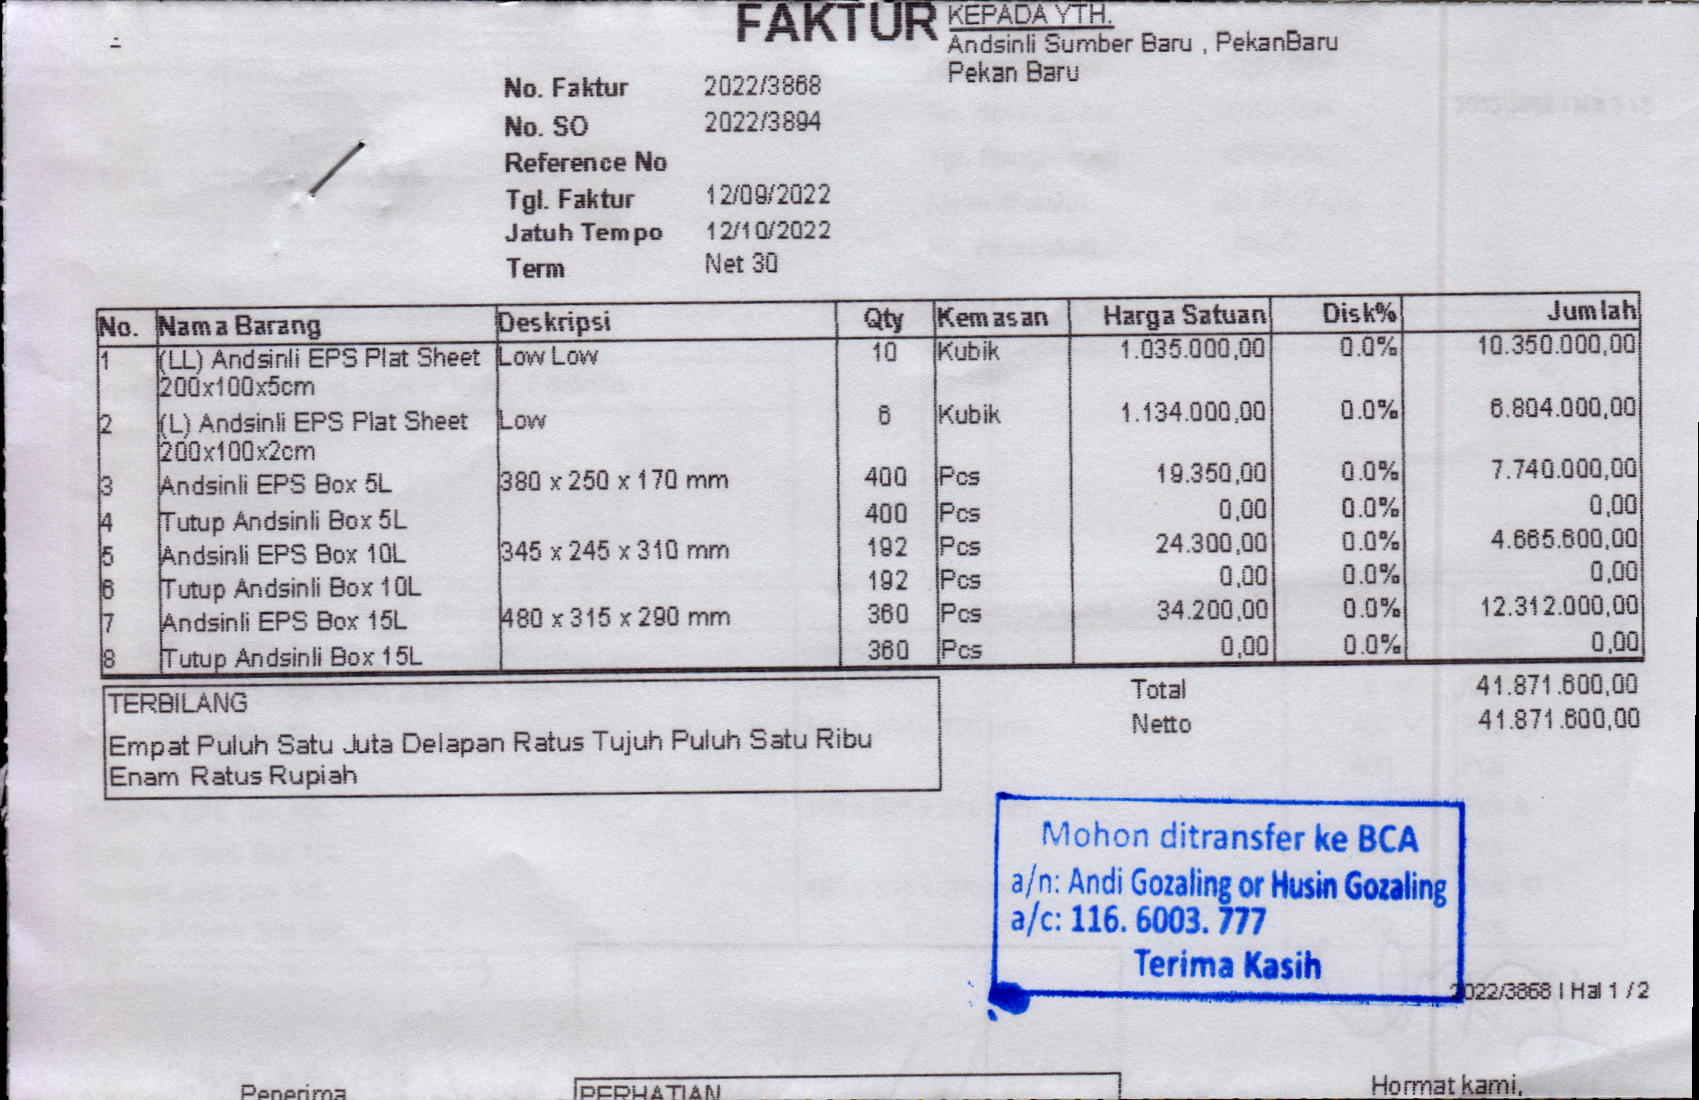 FAKTUR
KEPADA YTH.
Andsinli Sumber Baru , PekanBaru
Pekan Baru
No. Faktur 2022/3868
No. SO 2022/3894
Reference No
Tgl. Faktur 12/09/2022
Jatuh Tempo 12/10/2022
Term Net 30
No. Nama Barang Deskripsi Qty Kemasan Harga Satuan Disk% Jumlah
1 (LL) Andsinli EPS Plat Sheet Low Low 10 Kubik 1.035.000,00 0.0% 10.350.000,00
200x100x5cm
2 (L) Andsinli EPS Plat Sheet Low 6 Kubik 1.134.000,00 0.0% 6.804.000,00
200x100x2cm
3 Andsinli EPS Box 5L 380 x 250 x 170 mm 400 Pcs 19.350,00 0.0% 7.740.000,00
4 Tutup Andsinli Box 5L 400 Pcs 0,00 0.0% 0,00
5 Andsinli EPS Box 10L 345 x 245 x 310 mm 192 Pcs 24.300,00 0.0% 4.665.600,00
6 Tutup Andsinli Box 10L 192 Pcs 0,00 0.0% 0,00
7 Andsinli EPS Box 15L 480 x 315 x 290 mm 360 Pcs 34.200,00 0.0% 12.312.000,00
8 Tutup Andsinli Box 15L 360 Pcs 0,00 0.0% 0,00
Total 41.871.600,00
Netto 41.871.600,00
TERBILANG
Empat Puluh Satu Juta Delapan Ratus Tujuh Puluh Satu Ribu
Enam Ratus Rupiah
Mohon ditransfer ke BCA
a/n: Andi Gozaling or Husin Gozaling
a/c: 116. 6003. 777
Terima Kasih
2022/3868 | Hal 1 / 2
Penerima
PERHATIAN
Hormat kami,